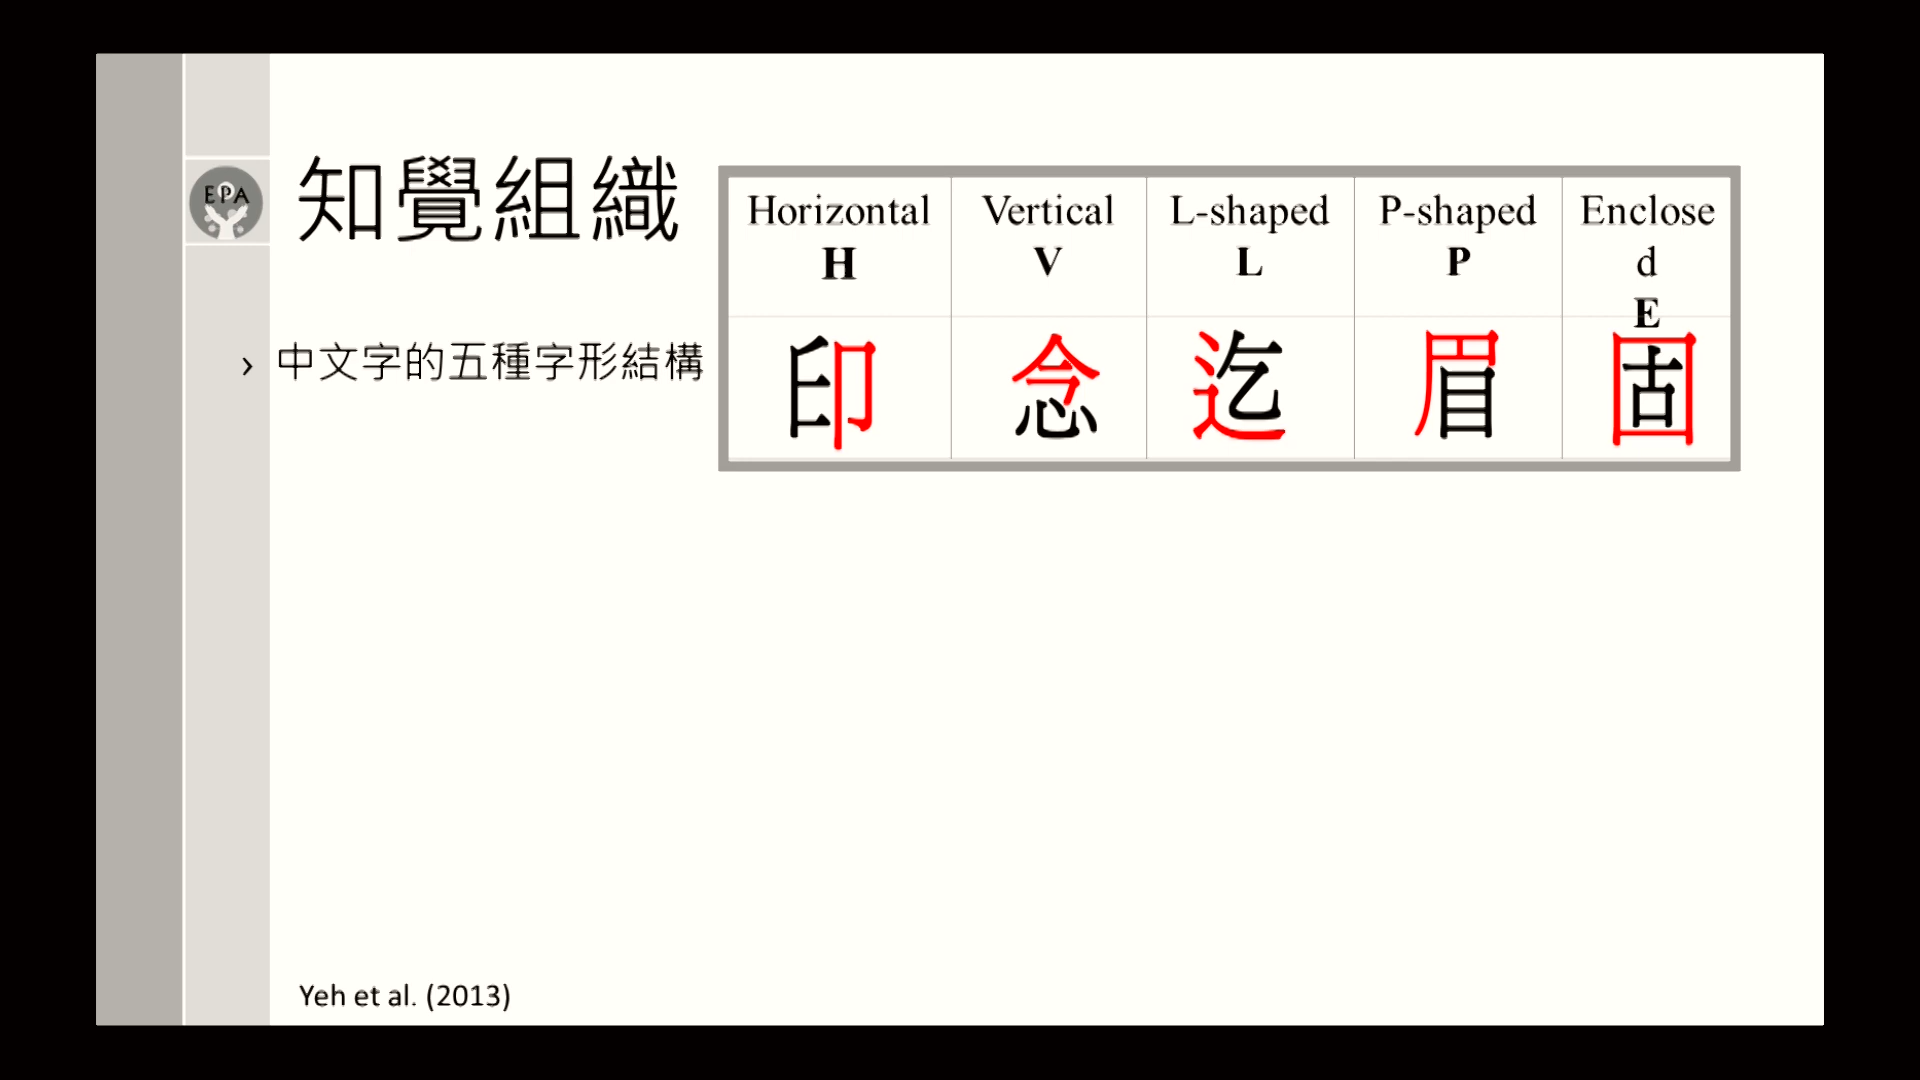 EPA
知覺組織
中文字的五種字形結構
Horizontal Vertical L-shaped P-shaped Enclose
H V L P d
E
印 念 迄 眉 固
Yeh et al. (2013)